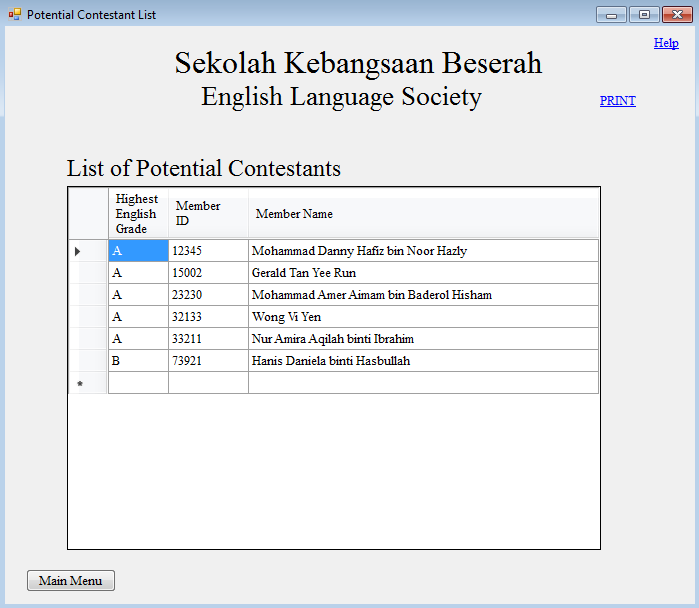 Potential Contestant List
Help
Sekolah Kebangsaan Beserah
English Language Society
PRINT
List of Potential Contestants
Highest English Grade Member ID Member Name
A 12345 Mohammad Danny Hafiz bin Noor Hazly
A 15002 Gerald Tan Yee Run
A 23230 Mohammad Amer Aimam bin Baderol Hisham
A 32133 Wong Vi Yen
A 33211 Nur Amira Aqilah binti Ibrahim
B 73921 Hanis Daniela binti Hasbullah
*
Main Menu